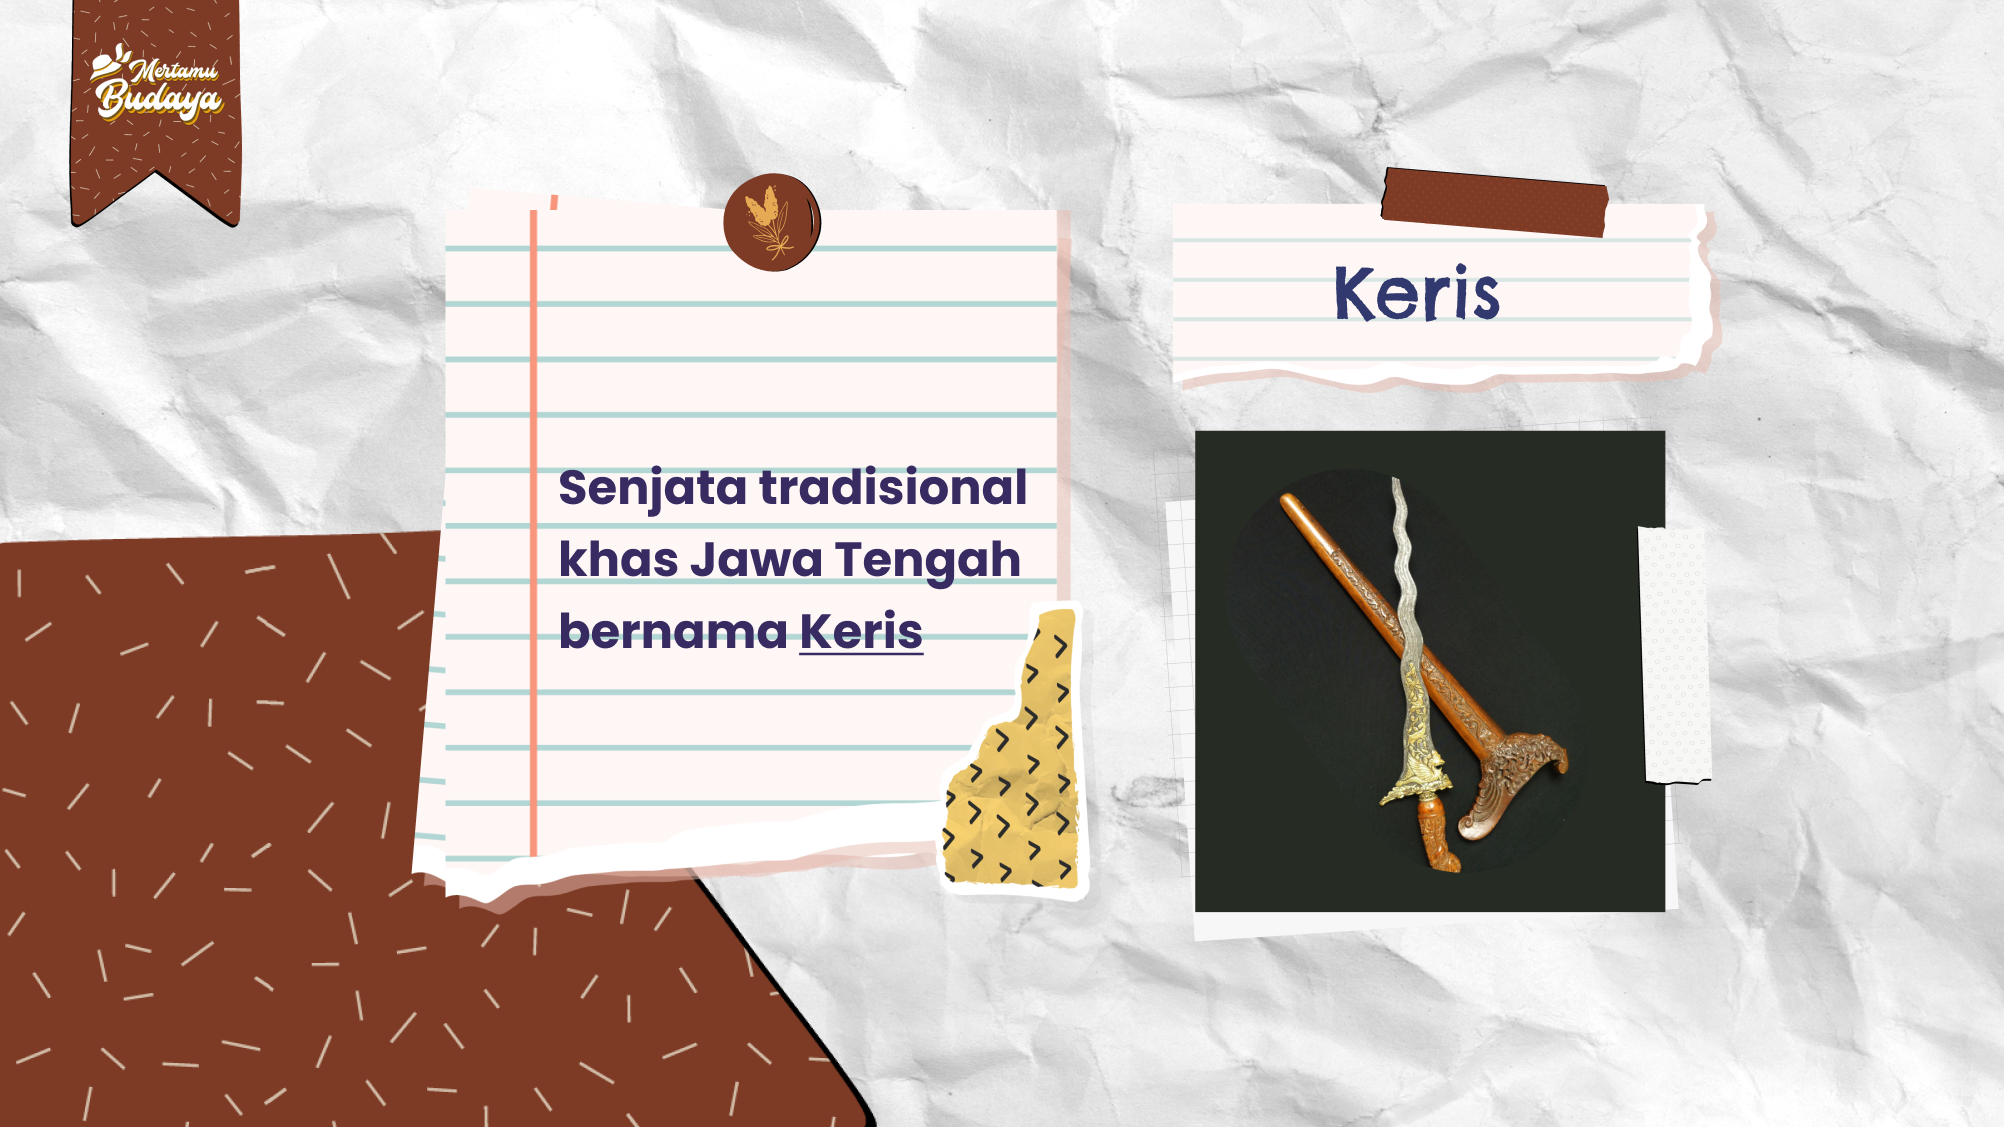 Mertamu
Budaya
Keris
Senjata tradisional
khas Jawa Tengah
bernama Keris